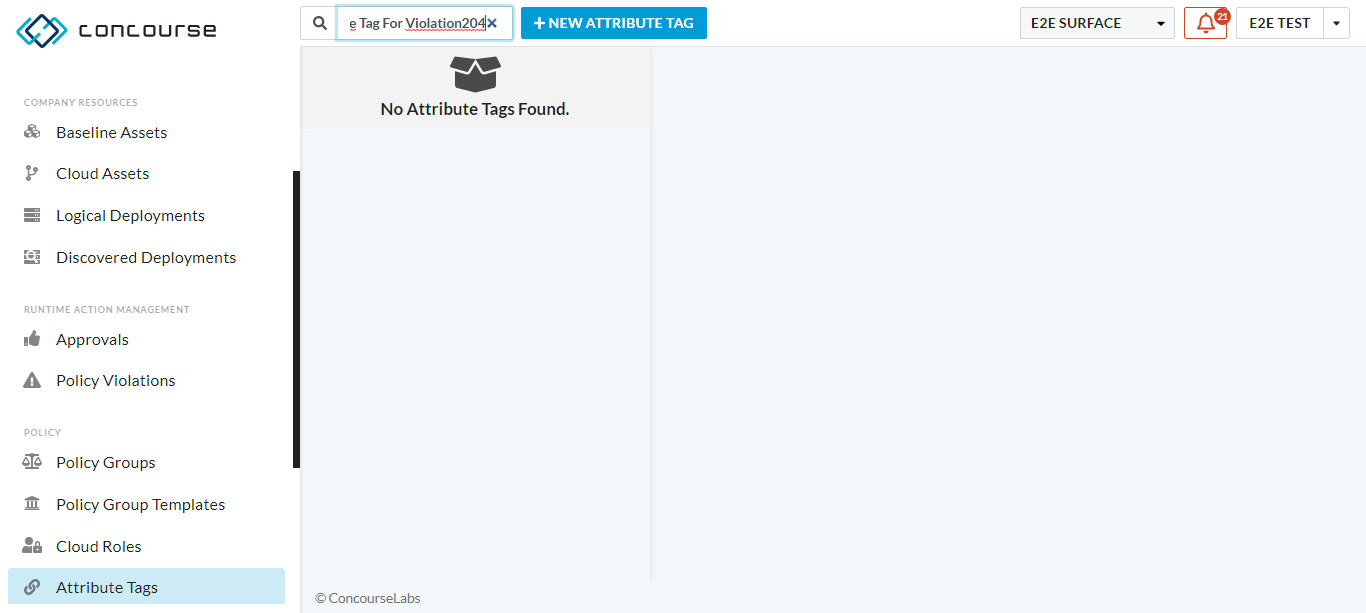 concourse
e Tag For Violation204
NEW ATTRIBUTE TAG
E2E SURFACE
21
E2E TEST
COMPANY RESOURCES
Baseline Assets
Cloud Assets
Logical Deployments
Discovered Deployments
RUNTIME ACTION MANAGEMENT
Approvals
Policy Violations
POLICY
Policy Groups
Policy Group Templates
Cloud Roles
Attribute Tags
No Attribute Tags Found.
© ConcourseLabs